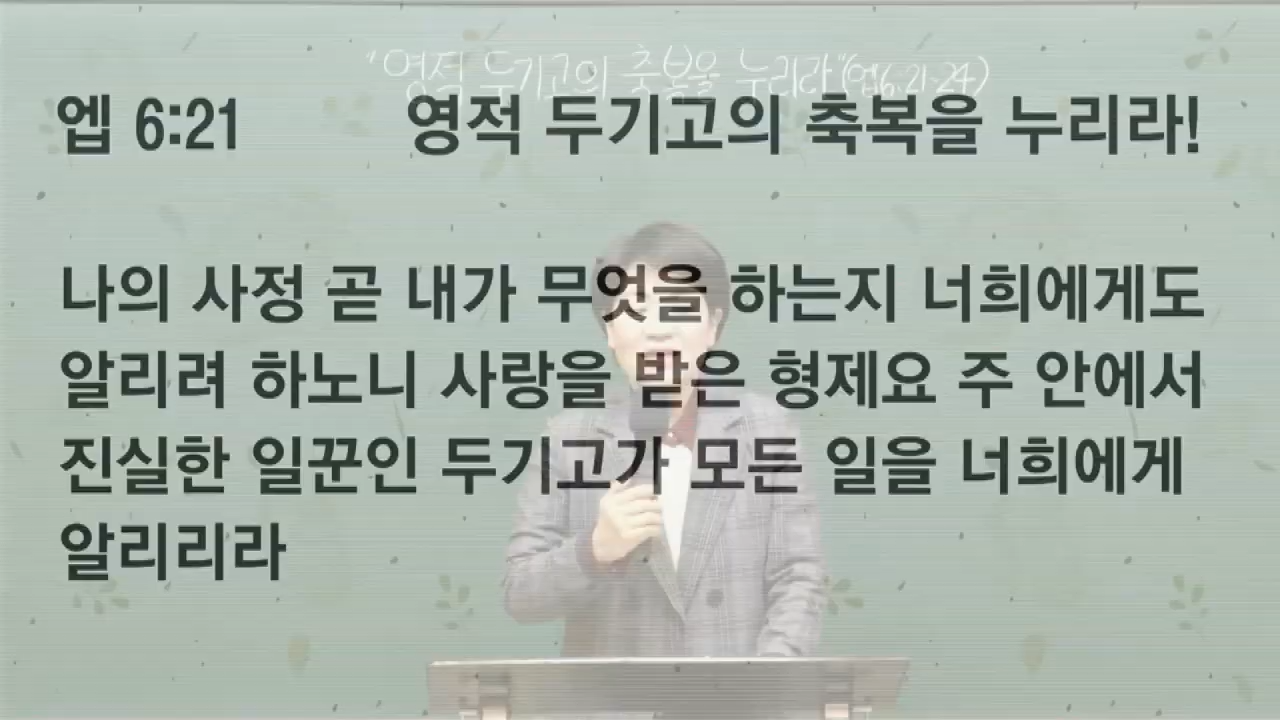 "영적 두기고의 축복을 누리라"(엡6:21-24)
엡 6:21 영적 두기고의 축복을 누리라!
나의 사정 곧 내가 무엇을 하는지 너희에게도
알리려 하노니 사랑을 받은 형제요 주 안에서
진실한 일꾼인 두기고가 모든 일을 너희에게
알리리라